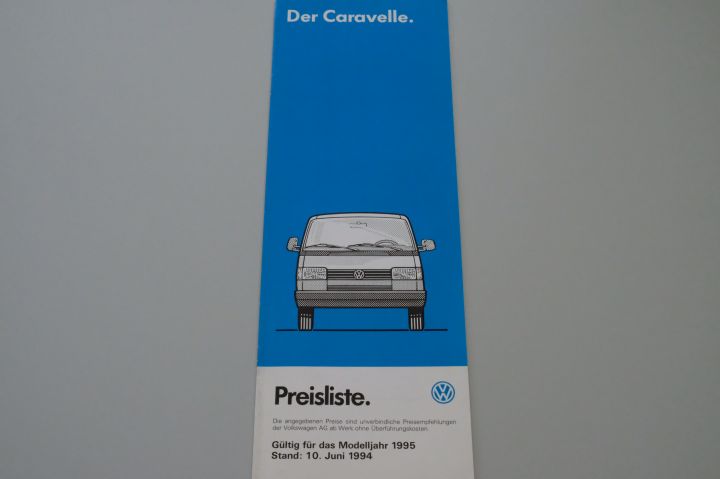 Der Caravelle.
Preisliste.
Die angegebenen Preise sind unverbindliche Preisempfehlungen
der Volkswagen AG ab Werk ohne Überführungskosten.
Gültig für das Modelljahr 1995
Stand: 10. Juni 1994